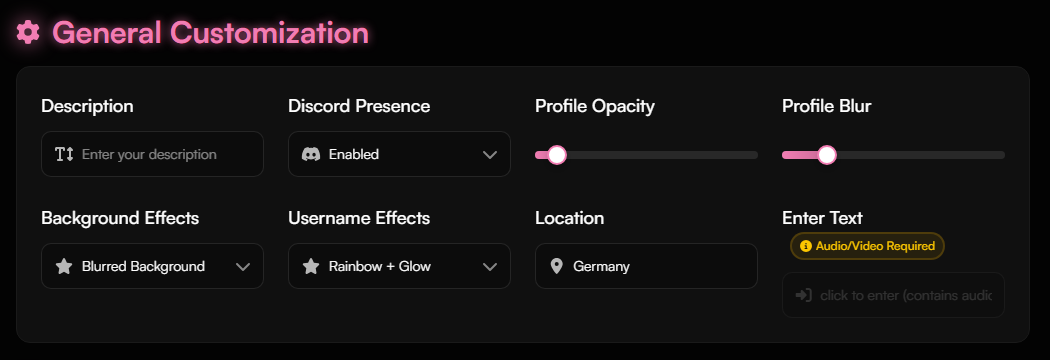 General Customization
Description
Discord Presence
Profile Opacity
Profile Blur
Enter your description
Enabled
Background Effects
Username Effects
Location
Enter Text
Audio/Video Required
Blurred Background
Rainbow + Glow
Germany
click to enter (contains audic